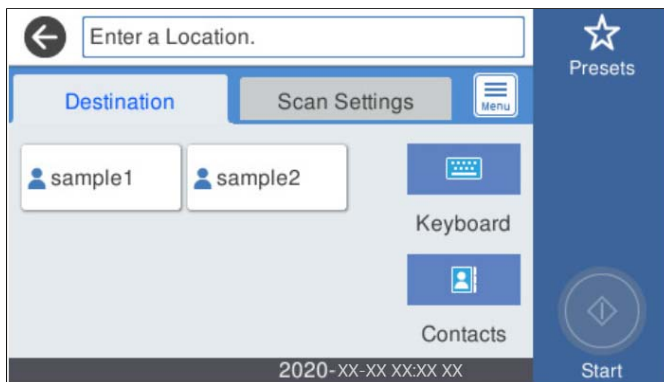 Enter a Location.
Presets
Destination
Scan Settings
Menu
sample1
sample2
Keyboard
Contacts
2020-XX-XX XX:XX XX
Start